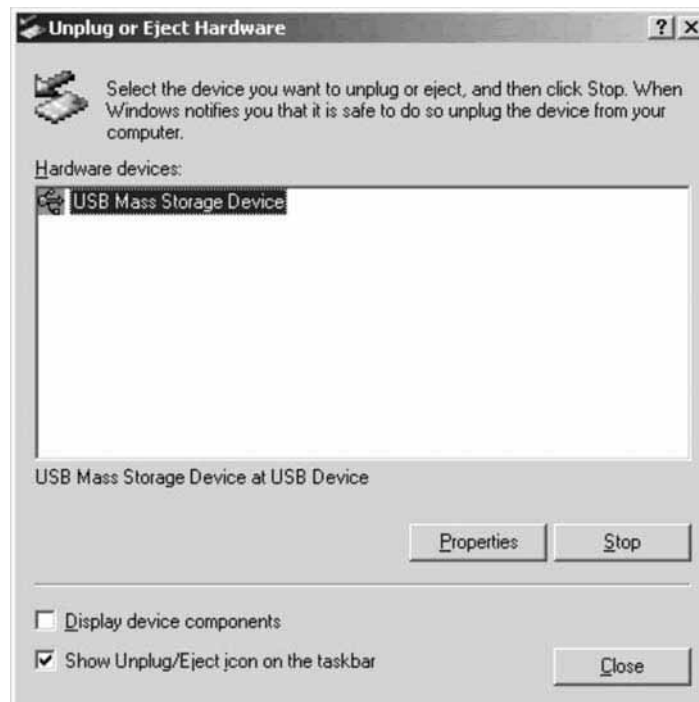 Unplug or Eject Hardware
Select the device you want to unplug or eject, and then click Stop. When
Windows notifies you that it is safe to do so unplug the device from your
computer.
Hardware devices:
USB Mass Storage Device
USB Mass Storage Device at USB Device
Properties Stop
Display device components
Show Unplug/Eject icon on the taskbar
Close